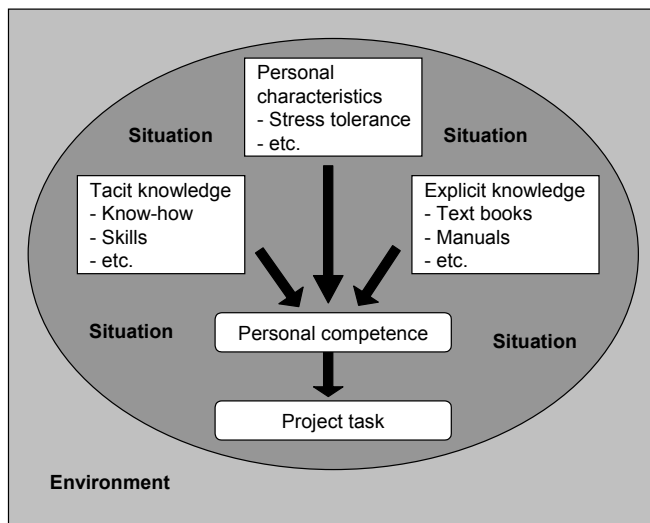 Personal
characteristics
- Stress tolerance
- etc.
Situation
Situation
Tacit knowledge
- Know-how
- Skills
- etc.
Explicit knowledge
- Text books
- Manuals
- etc.
Situation
Personal competence
Situation
Project task
Environment